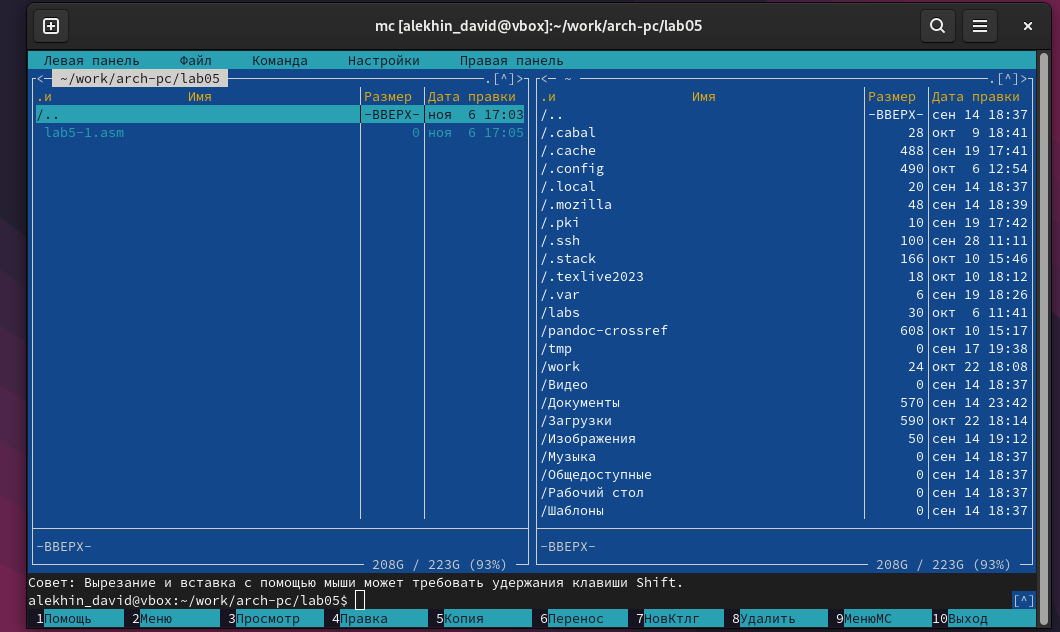 mc [alekhin_david@vbox]:~/work/arch-pc/lab05
Левая панель Файл Команда Настройки Правая панель
<─ ~/work/arch-pc/lab05 .[^]> <─ ~ .[^]>
.и Имя Размер Дата правки .и Имя Размер Дата правки
/.. -ВВЕРХ- ноя 6 17:03 /.. -ВВЕРХ- сен 14 18:37
lab5-1.asm 0 ноя 6 17:05 /.cabal 28 окт 9 18:41
/.cache 488 сен 19 17:41
/.config 490 окт 6 12:54
/.local 20 сен 14 18:37
/.mozilla 48 сен 14 18:39
/.pki 10 сен 19 17:42
/.ssh 100 сен 28 11:11
/.stack 166 окт 10 15:46
/.texlive2023 18 окт 10 18:12
/.var 6 сен 19 18:26
/labs 30 окт 6 11:41
/pandoc-crossref 608 окт 10 15:17
/tmp 0 сен 17 19:38
/work 24 окт 22 18:08
/Видео 0 сен 14 18:37
/Документы 570 сен 14 23:42
/Загрузки 590 окт 22 18:14
/Изображения 50 сен 14 19:12
/Музыка 0 сен 14 18:37
/Общедоступные 0 сен 14 18:37
/Рабочий стол 0 сен 14 18:37
/Шаблоны 0 сен 14 18:37
-ВВЕРХ- -ВВЕРХ-
208G / 223G (93%) 208G / 223G (93%)
Совет: Вырезание и вставка с помощью мыши может требовать удержания клавиши Shift.
alekhin_david@vbox:~/work/arch-pc/lab05$ [^]
1Помощь 2Меню 3Просмотр 4Правка 5Копия 6Перенос 7НовКтлг 8Удалить 9МенюМС 10Выход